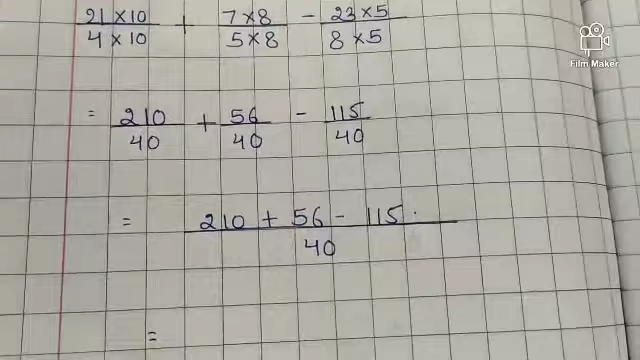 21 × 10 / 4 × 10 + 7 × 8 / 5 × 8 − 23 × 5 / 8 × 5
Film Maker
= 210 / 40 + 56 / 40 − 115 / 40
= 210 + 56 − 115 / 40
=